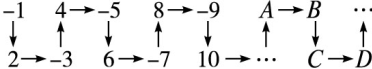 -1 4→-5 8→-9 A→B ⋯
↓ ↑ ↓ ↑ ↓ ↑ ↓ ↑
2→-3 6→-7 10→⋯ C→D